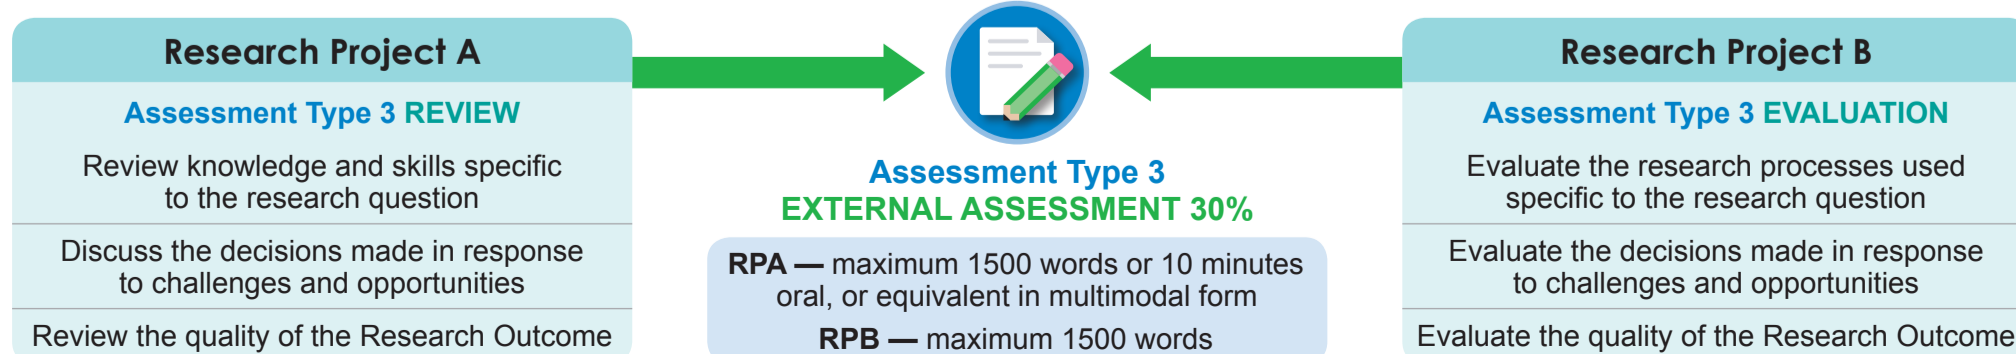 Research Project A
Assessment Type 3 REVIEW
Review knowledge and skills specific
to the research question
Discuss the decisions made in response
to challenges and opportunities
Review the quality of the Research Outcome
Assessment Type 3
EXTERNAL ASSESSMENT 30%
RPA — maximum 1500 words or 10 minutes
oral, or equivalent in multimodal form
RPB — maximum 1500 words
Research Project B
Assessment Type 3 EVALUATION
Evaluate the research processes used
specific to the research question
Evaluate the decisions made in response
to challenges and opportunities
Evaluate the quality of the Research Outcome